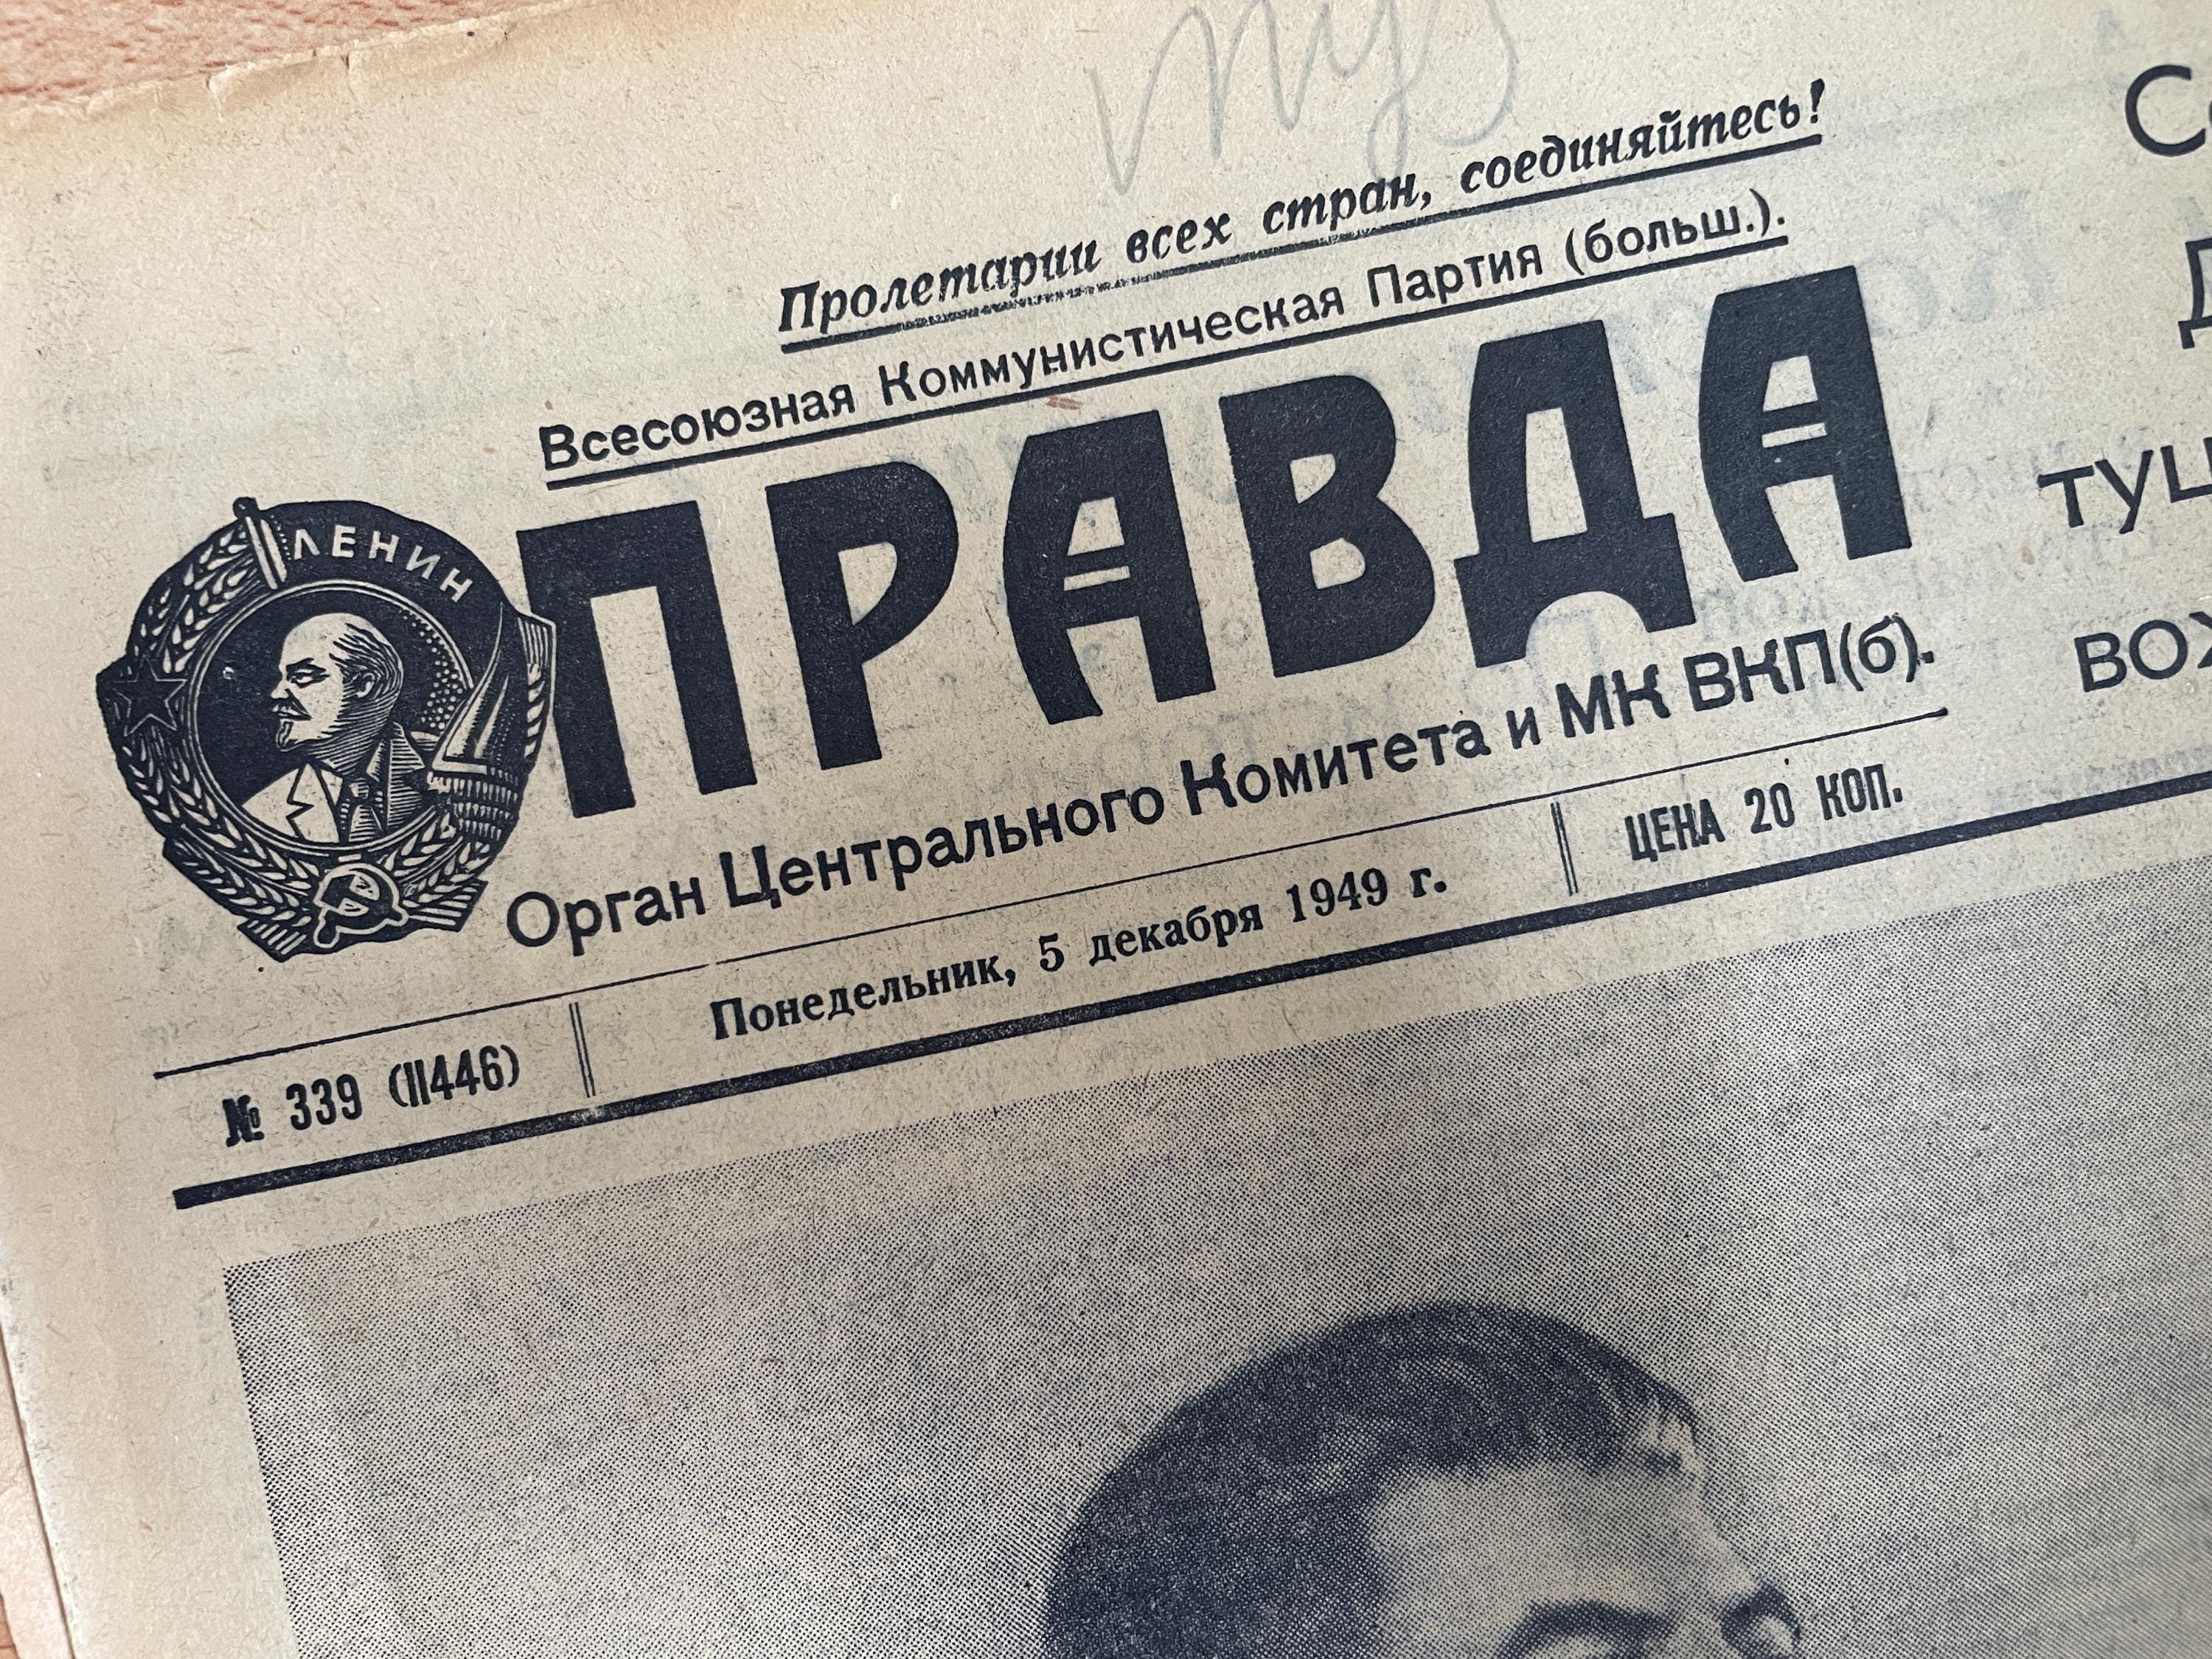 Пролетарии всех стран, соединяйтесь!
Всесоюзная Коммунистическая Партия (больш.).
ЛЕНИН
ПРАВДА
Орган Центрального Комитета и МК ВКП(б).
№ 339 (11446)
Понедельник, 5 декабря 1949 г.
ЦЕНА 20 КОП.